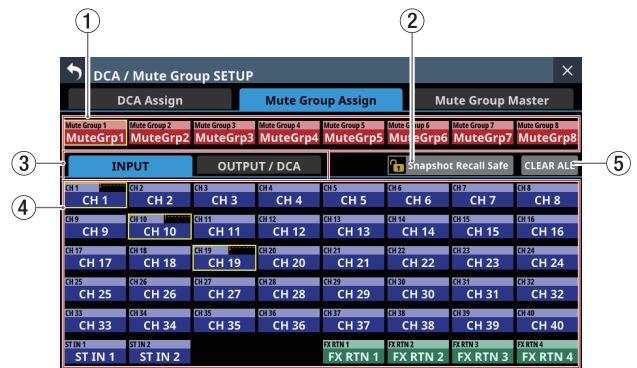 ① ②
DCA / Mute Group SETUP ×
DCA Assign Mute Group Assign Mute Group Master
Mute Group 1 Mute Group 2 Mute Group 3 Mute Group 4 Mute Group 5 Mute Group 6 Mute Group 7 Mute Group 8
MuteGrp1 MuteGrp2 MuteGrp3 MuteGrp4 MuteGrp5 MuteGrp6 MuteGrp7 MuteGrp8
③ INPUT OUTPUT / DCA Snapshot Recall Safe CLEAR ALL ⑤
④
CH 1 CH 2 CH 3 CH 4 CH 5 CH 6 CH 7 CH 8
CH 1 CH 2 CH 3 CH 4 CH 5 CH 6 CH 7 CH 8
CH 9 CH 10 CH 11 CH 12 CH 13 CH 14 CH 15 CH 16
CH 9 CH 10 CH 11 CH 12 CH 13 CH 14 CH 15 CH 16
CH 17 CH 18 CH 19 CH 20 CH 21 CH 22 CH 23 CH 24
CH 17 CH 18 CH 19 CH 20 CH 21 CH 22 CH 23 CH 24
CH 25 CH 26 CH 27 CH 28 CH 29 CH 30 CH 31 CH 32
CH 25 CH 26 CH 27 CH 28 CH 29 CH 30 CH 31 CH 32
CH 33 CH 34 CH 35 CH 36 CH 37 CH 38 CH 39 CH 40
CH 33 CH 34 CH 35 CH 36 CH 37 CH 38 CH 39 CH 40
ST IN 1 ST IN 2 FX RTN 1 FX RTN 2 FX RTN 3 FX RTN 4
ST IN 1 ST IN 2 FX RTN 1 FX RTN 2 FX RTN 3 FX RTN 4